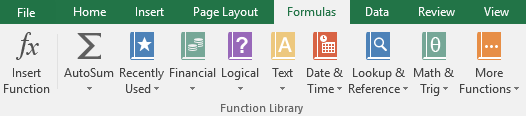 File Home Insert Page Layout Formulas Data Review View
fx Σ ? A θ
Insert AutoSum Recently Financial Logical Text Date & Lookup & Math & More
Function Used Time Reference Trig Functions
Function Library